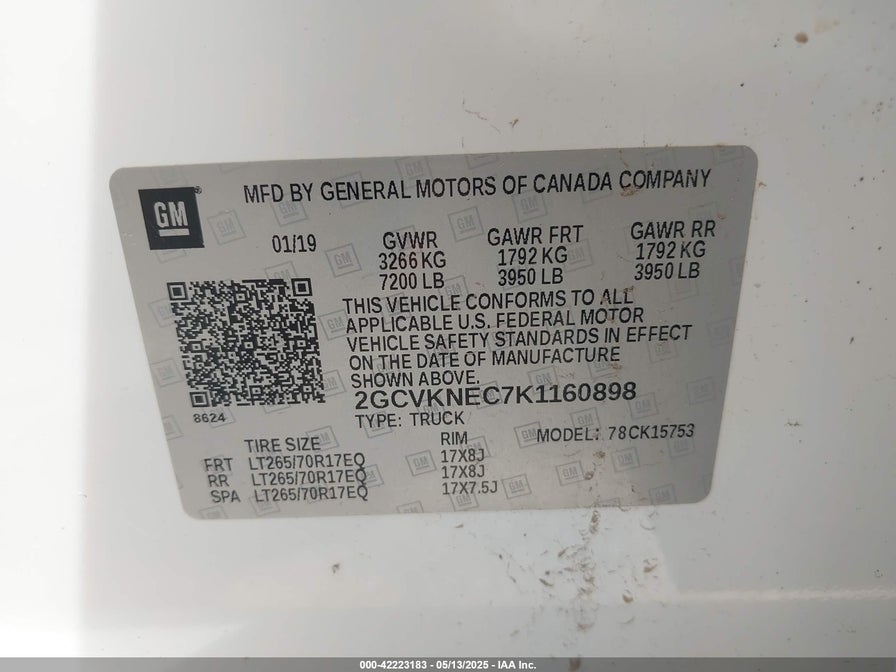 GM
MFD BY GENERAL MOTORS OF CANADA COMPANY
01/19 GVWR GAWR FRT GAWR RR
3266 KG 1792 KG 1792 KG
7200 LB 3950 LB 3950 LB
THIS VEHICLE CONFORMS TO ALL
APPLICABLE U.S. FEDERAL MOTOR
VEHICLE SAFETY STANDARDS IN EFFECT
ON THE DATE OF MANUFACTURE
SHOWN ABOVE.
8624
2GCVKNEC7K1160898
TYPE: TRUCK
MODEL: 78CK15753
TIRE SIZE RIM
FRT LT265/70R17EQ 17X8J
RR LT265/70R17EQ 17X8J
SPA LT265/70R17EQ 17X7.5J
000-42223183 - 05/13/2025 - IAA Inc.